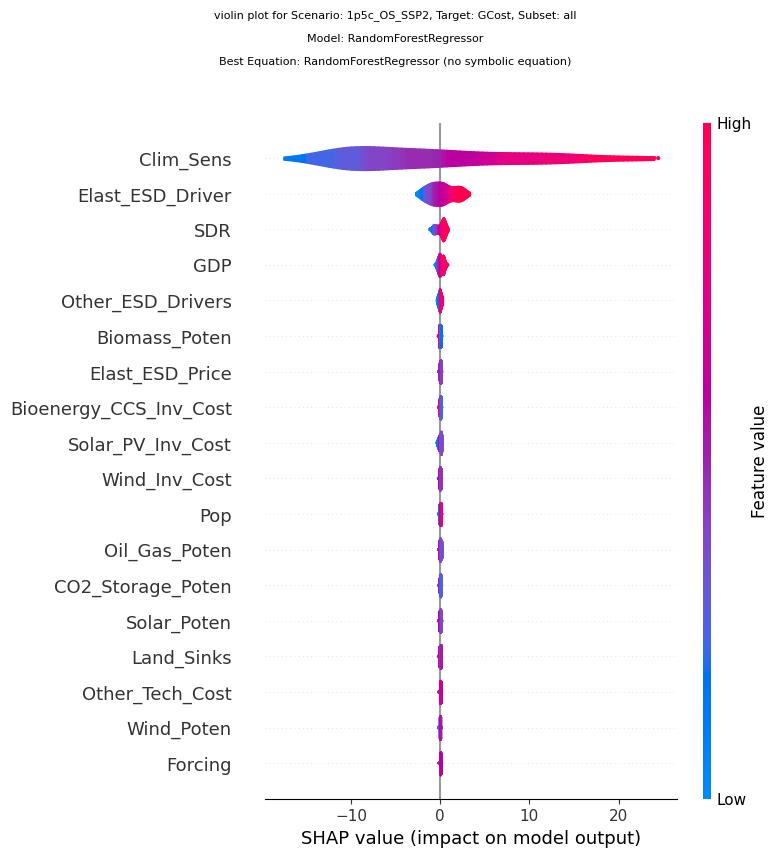 violin plot for Scenario: 1p5c_OS_SSP2, Target: GCost, Subset: all
Model: RandomForestRegressor
Best Equation: RandomForestRegressor (no symbolic equation)
High
Clim_Sens
Elast_ESD_Driver
SDR
GDP
Other_ESD_Drivers
Biomass_Poten
Elast_ESD_Price
Bioenergy_CCS_Inv_Cost
Solar_PV_Inv_Cost
Wind_Inv_Cost
Pop
Oil_Gas_Poten
CO2_Storage_Poten
Solar_Poten
Land_Sinks
Other_Tech_Cost
Wind_Poten
Forcing
Feature value
Low
−10 0 10 20
SHAP value (impact on model output)